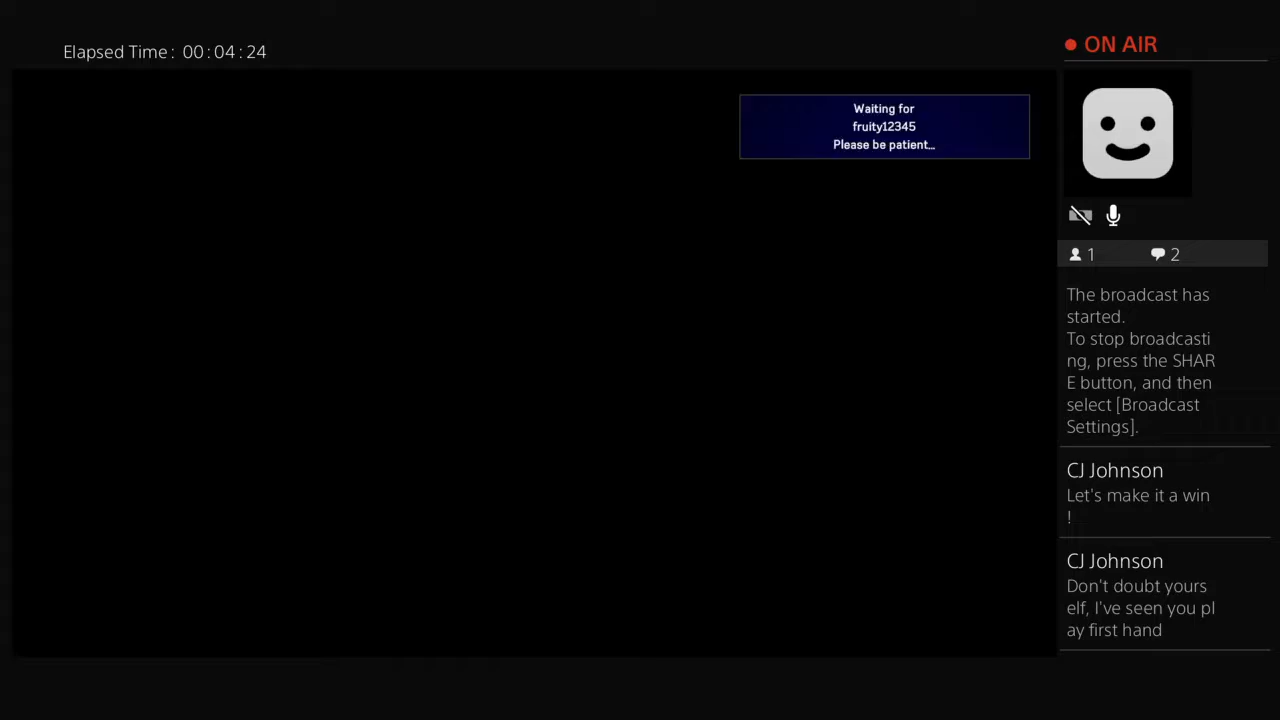 Elapsed Time: 00:04:24
ON AIR
Waiting for
fruity12345
Please be patient...
1
2
The broadcast has
started.
To stop broadcasti
ng, press the SHAR
E button, and then
select [Broadcast
Settings].
CJ Johnson
Let's make it a win
!
CJ Johnson
Don't doubt yours
elf, I've seen you pl
ay first hand